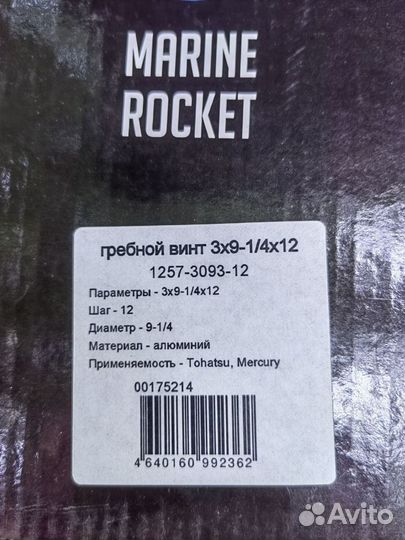 MARINE
ROCKET
гребной винт 3x9-1/4x12
1257-3093-12
Параметры - 3x9-1/4x12
Шаг - 12
Диаметр - 9-1/4
Материал - алюминий
Применяемость - Tohatsu, Mercury
00175214
4 640160 992362
Avito